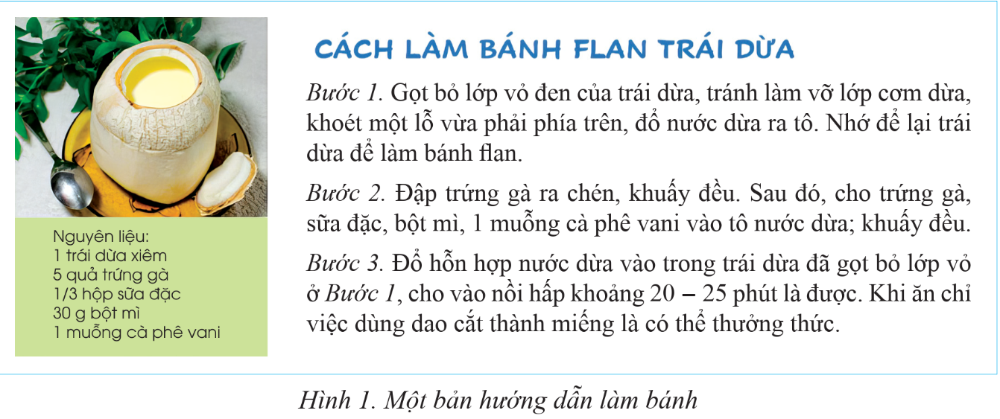 CÁCH LÀM BÁNH FLAN TRÁI DỪA
Bước 1. Gọt bỏ lớp vỏ đen của trái dừa, tránh làm vỡ lớp cơm dừa,
khoét một lỗ vừa phải phía trên, đổ nước dừa ra tô. Nhớ để lại trái
dừa để làm bánh flan.
Bước 2. Đập trứng gà ra chén, khuấy đều. Sau đó, cho trứng gà,
sữa đặc, bột mì, 1 muỗng cà phê vani vào tô nước dừa; khuấy đều.
Bước 3. Đổ hỗn hợp nước dừa vào trong trái dừa đã gọt bỏ lớp vỏ
ở Bước 1, cho vào nồi hấp khoảng 20 – 25 phút là được. Khi ăn chỉ
việc dùng dao cắt thành miếng là có thể thưởng thức.
Nguyên liệu:
1 trái dừa xiêm
5 quả trứng gà
1/3 hộp sữa đặc
30 g bột mì
1 muỗng cà phê vani
Hình 1. Một bản hướng dẫn làm bánh